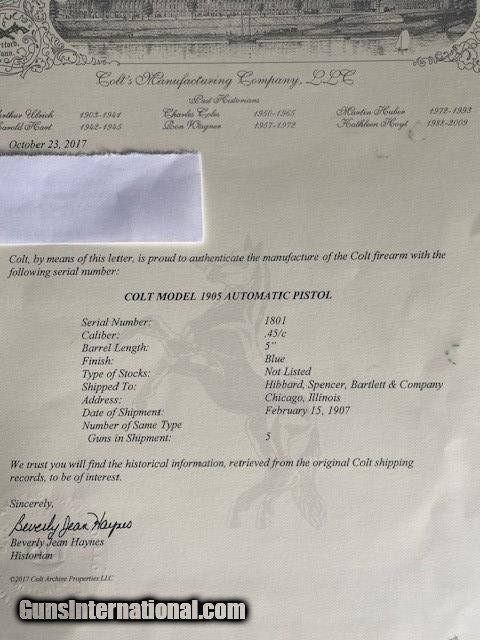 Colt's Manufacturing Company, LLC
Past Historians
Arthur Ulrich 1903-1941 Charles Coles 1950-1965 Martin Huber 1972-1993
Harold Hart 1942-1945 Don Wagner 1957-1972 Kathleen Hoyt 1988-2009
October 23, 2017
Colt, by means of this letter, is proud to authenticate the manufacture of the Colt firearm with the
following serial number:
COLT MODEL 1905 AUTOMATIC PISTOL
Serial Number: 1801
Caliber: .45/c
Barrel Length: 5"
Finish: Blue
Type of Stocks: Not Listed
Shipped To: Hibbard, Spencer, Bartlett & Company
Address: Chicago, Illinois
Date of Shipment: February 15, 1907
Number of Same Type
Guns in Shipment: 5
We trust you will find the historical information, retrieved from the original Colt shipping
records, to be of interest.
Sincerely,
Beverly Jean Haynes
Beverly Jean Haynes
Historian
©2017 Colt Archive Properties LLC
GunsInternational.com